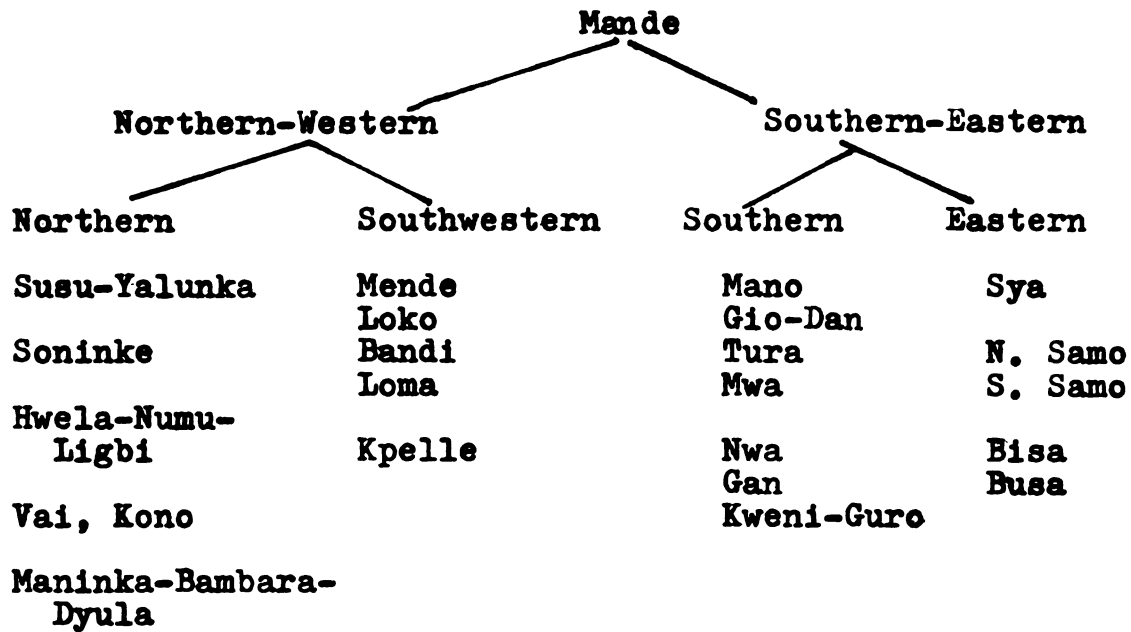 Mande
Northern-Western Southern-Eastern
Northern Southwestern Southern Eastern
Susu-Yalunka Mende Mano Sya
Loko Gio-Dan
Soninke Bandi Tura N. Samo
Loma Mwa S. Samo
Hwela-Numu-
Ligbi Kpelle Nwa Bisa
Gan Busa
Vai, Kono Kweni-Guro
Maninka-Bambara-
Dyula